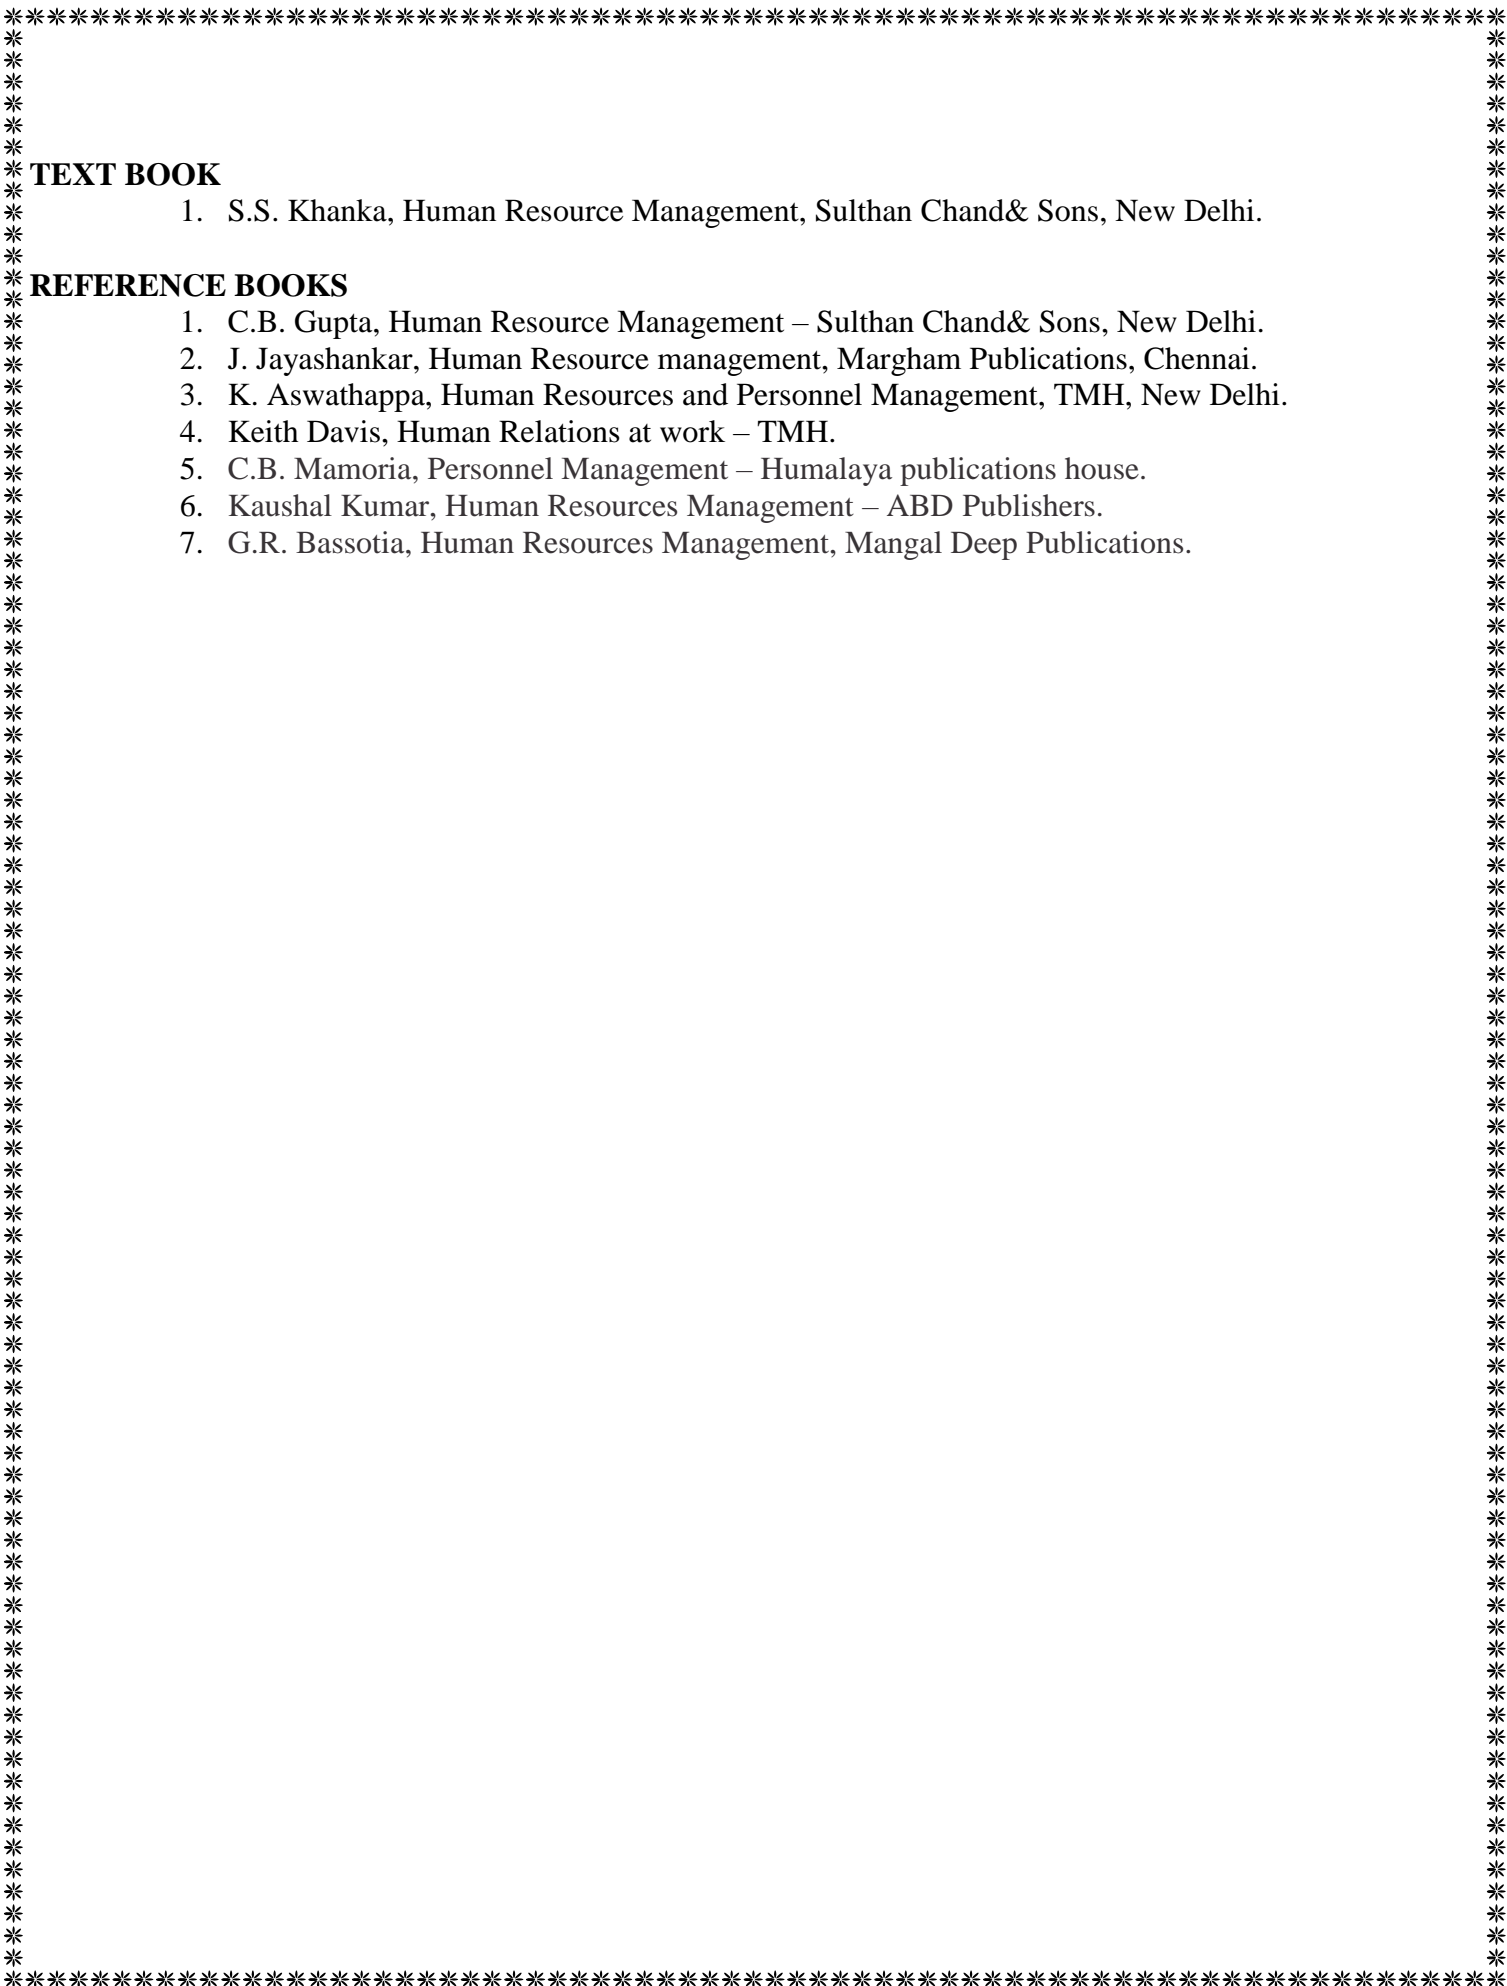 TEXT BOOK
1. S.S. Khanka, Human Resource Management, Sulthan Chand& Sons, New Delhi.
REFERENCE BOOKS
1. C.B. Gupta, Human Resource Management – Sulthan Chand& Sons, New Delhi.
2. J. Jayashankar, Human Resource management, Margham Publications, Chennai.
3. K. Aswathappa, Human Resources and Personnel Management, TMH, New Delhi.
4. Keith Davis, Human Relations at work – TMH.
5. C.B. Mamoria, Personnel Management – Humalaya publications house.
6. Kaushal Kumar, Human Resources Management – ABD Publishers.
7. G.R. Bassotia, Human Resources Management, Mangal Deep Publications.